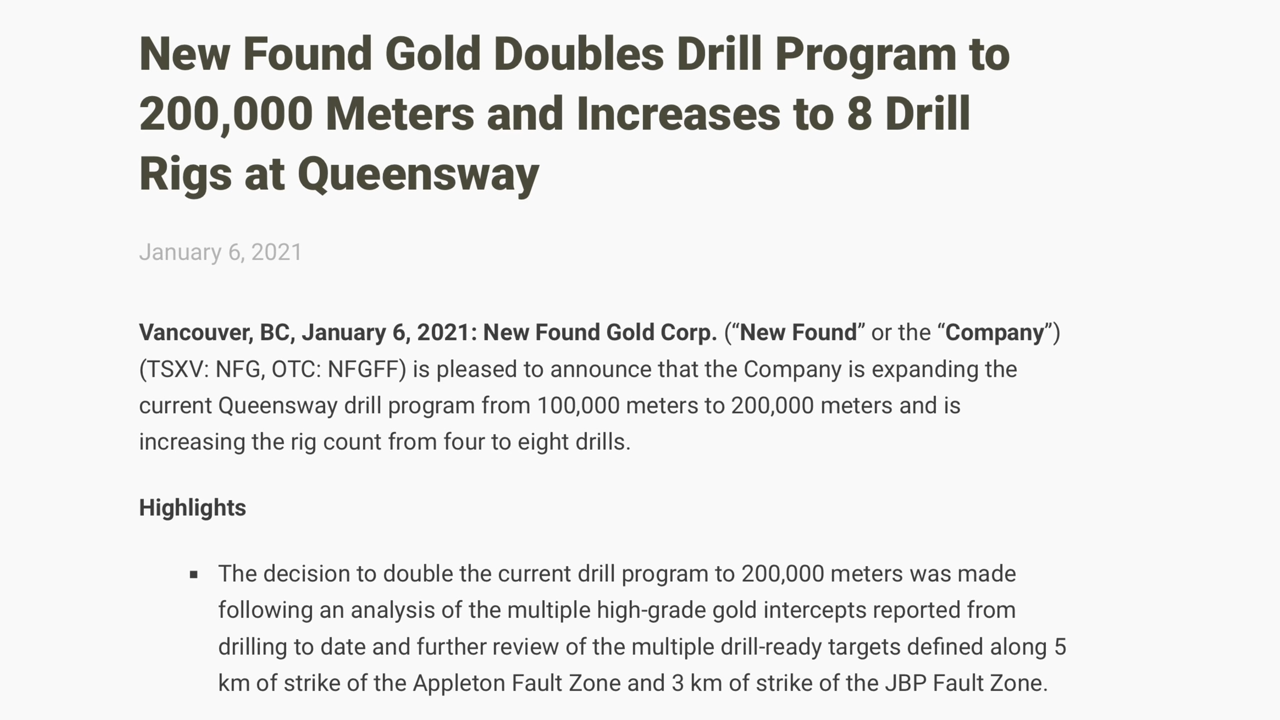 New Found Gold Doubles Drill Program to
200,000 Meters and Increases to 8 Drill
Rigs at Queensway
January 6, 2021
Vancouver, BC, January 6, 2021: New Found Gold Corp. (“New Found” or the “Company”)
(TSXV: NFG, OTC: NFGFF) is pleased to announce that the Company is expanding the
current Queensway drill program from 100,000 meters to 200,000 meters and is
increasing the rig count from four to eight drills.
Highlights
▪ The decision to double the current drill program to 200,000 meters was made
following an analysis of the multiple high-grade gold intercepts reported from
drilling to date and further review of the multiple drill-ready targets defined along 5
km of strike of the Appleton Fault Zone and 3 km of strike of the JBP Fault Zone.